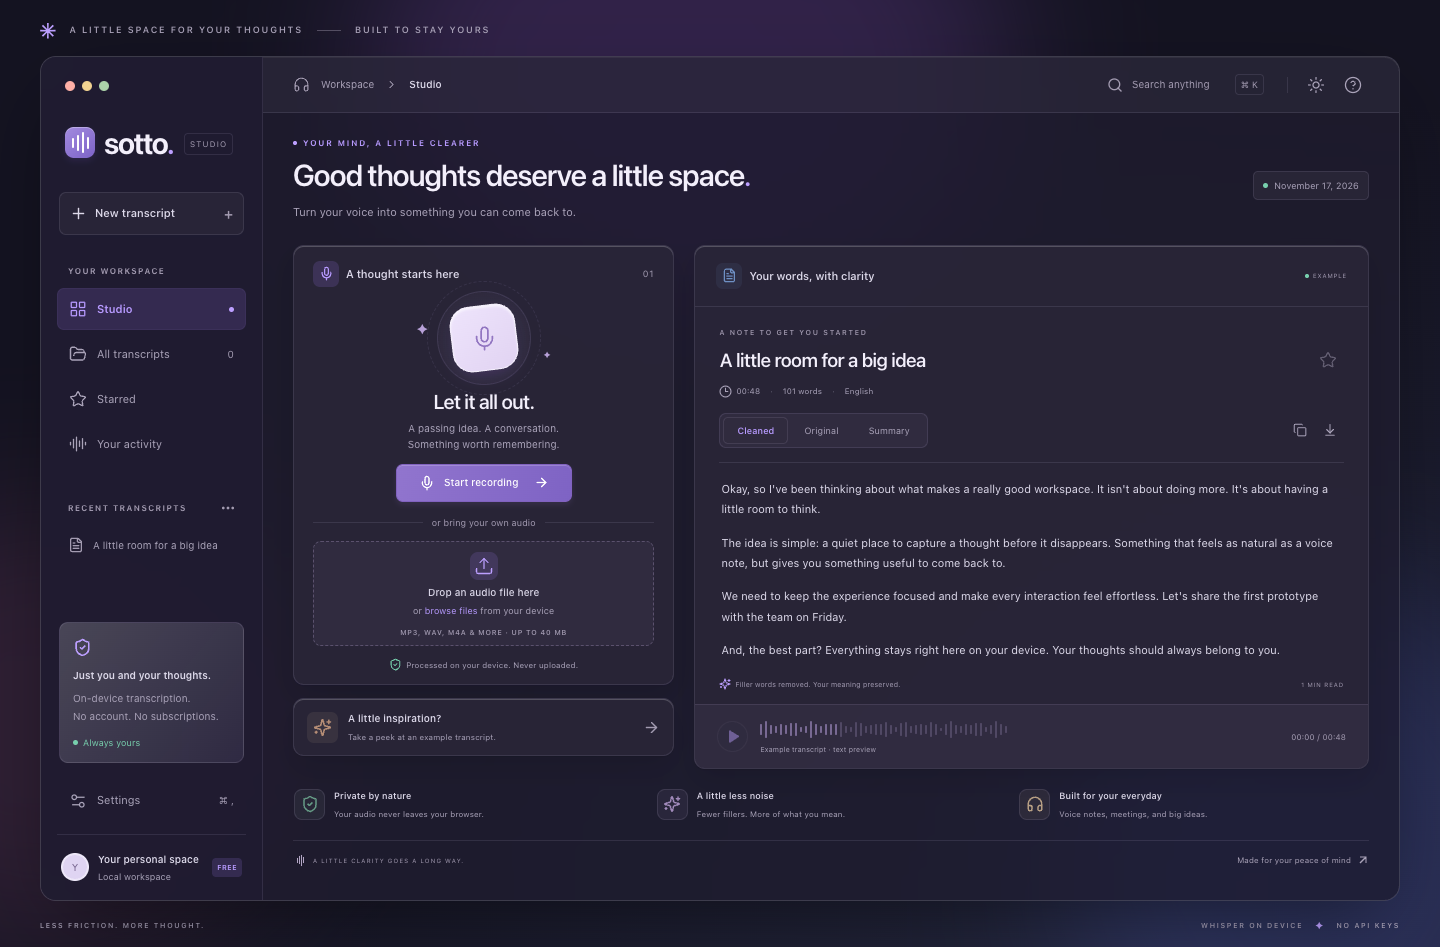 A LITTLE SPACE FOR YOUR THOUGHTS
BUILT TO STAY YOURS
sotto.
STUDIO
New transcript
+
YOUR WORKSPACE
Studio
All transcripts
0
Starred
Your activity
RECENT TRANSCRIPTS
A little room for a big idea
Just you and your thoughts.
On-device transcription.
No account. No subscriptions.
Always yours
Settings
⌘ ,
Y
Your personal space
Local workspace
FREE
Workspace
Studio
Search anything
⌘ K
YOUR MIND, A LITTLE CLEARER
Good thoughts deserve a little space.
Turn your voice into something you can come back to.
November 17, 2026
A thought starts here
01
Let it all out.
A passing idea. A conversation.
Something worth remembering.
Start recording
or bring your own audio
Drop an audio file here
or browse files from your device
MP3, WAV, M4A & MORE · UP TO 40 MB
Processed on your device. Never uploaded.
A little inspiration?
Take a peek at an example transcript.
Your words, with clarity
EXAMPLE
A NOTE TO GET YOU STARTED
A little room for a big idea
00:48 · 101 words · English
Cleaned
Original
Summary
Okay, so I've been thinking about what makes a really good workspace. It isn't about doing more. It's about having a
little room to think.
The idea is simple: a quiet place to capture a thought before it disappears. Something that feels as natural as a voice
note, but gives you something useful to come back to.
We need to keep the experience focused and make every interaction feel effortless. Let's share the first prototype
with the team on Friday.
And, the best part? Everything stays right here on your device. Your thoughts should always belong to you.
Filler words removed. Your meaning preserved.
1 MIN READ
Example transcript · text preview
00:00 / 00:48
Private by nature
Your audio never leaves your browser.
A little less noise
Fewer fillers. More of what you mean.
Built for your everyday
Voice notes, meetings, and big ideas.
A LITTLE CLARITY GOES A LONG WAY.
Made for your peace of mind
LESS FRICTION. MORE THOUGHT.
WHISPER ON DEVICE
NO API KEYS